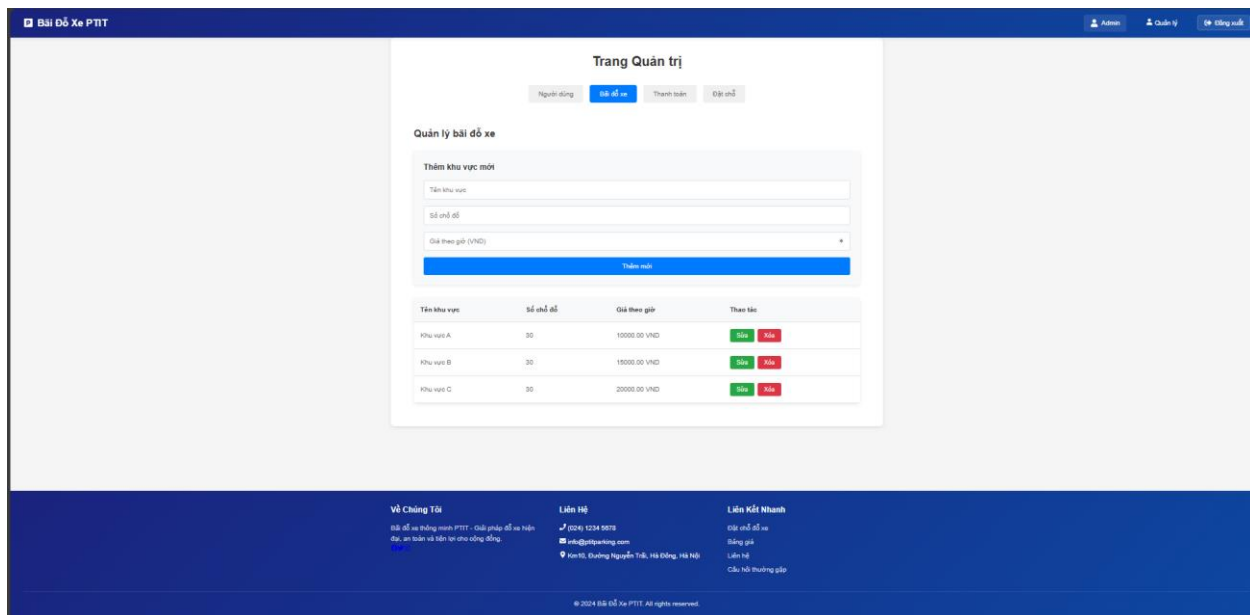 Bãi Đỗ Xe PTIT
Admin
Quản lý
Đăng xuất
Trang Quản trị
Người dùng
Bãi đỗ xe
Thanh toán
Đặt chỗ
Quản lý bãi đỗ xe
Thêm khu vực mới
Tên khu vực
Số chỗ đỗ
Giá theo giờ (VND)
Thêm mới
Tên khu vực Số chỗ đỗ Giá theo giờ Thao tác
Khu vực A 30 10000.00 VND Sửa Xóa
Khu vực B 30 15000.00 VND Sửa Xóa
Khu vực C 30 20000.00 VND Sửa Xóa
Về Chúng Tôi
Bãi đỗ xe thông minh PTIT - Giải pháp đỗ xe hiện
đại, an toàn và tiện lợi cho cộng đồng.
Liên Hệ
(024) 1234 5678
info@ptitparking.com
Km10, Đường Nguyễn Trãi, Hà Đông, Hà Nội
Liên Kết Nhanh
Đặt chỗ đỗ xe
Bảng giá
Liên hệ
Câu hỏi thường gặp
© 2024 Bãi Đỗ Xe PTIT. All rights reserved.